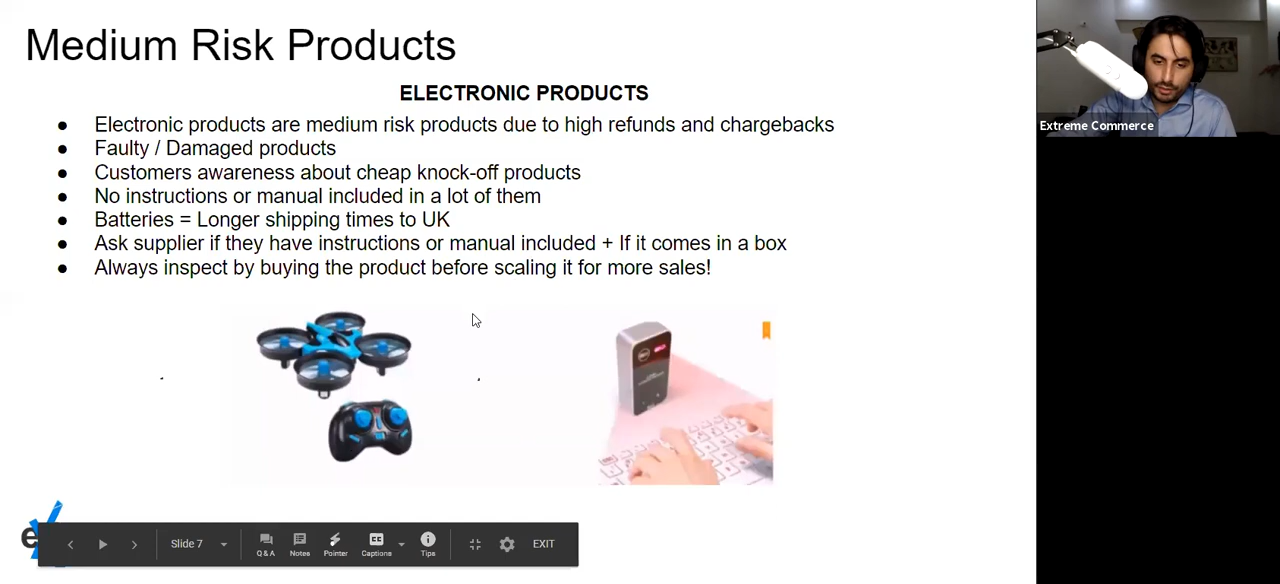 Medium Risk Products
ELECTRONIC PRODUCTS
● Electronic products are medium risk products due to high refunds and chargebacks
● Faulty / Damaged products
● Customers awareness about cheap knock-off products
● No instructions or manual included in a lot of them
● Batteries = Longer shipping times to UK
● Ask supplier if they have instructions or manual included + If it comes in a box
● Always inspect by buying the product before scaling it for more sales!
Extreme Commerce
Slide 7
Q & A
Notes
Pointer
CC
Captions
Tips
EXIT